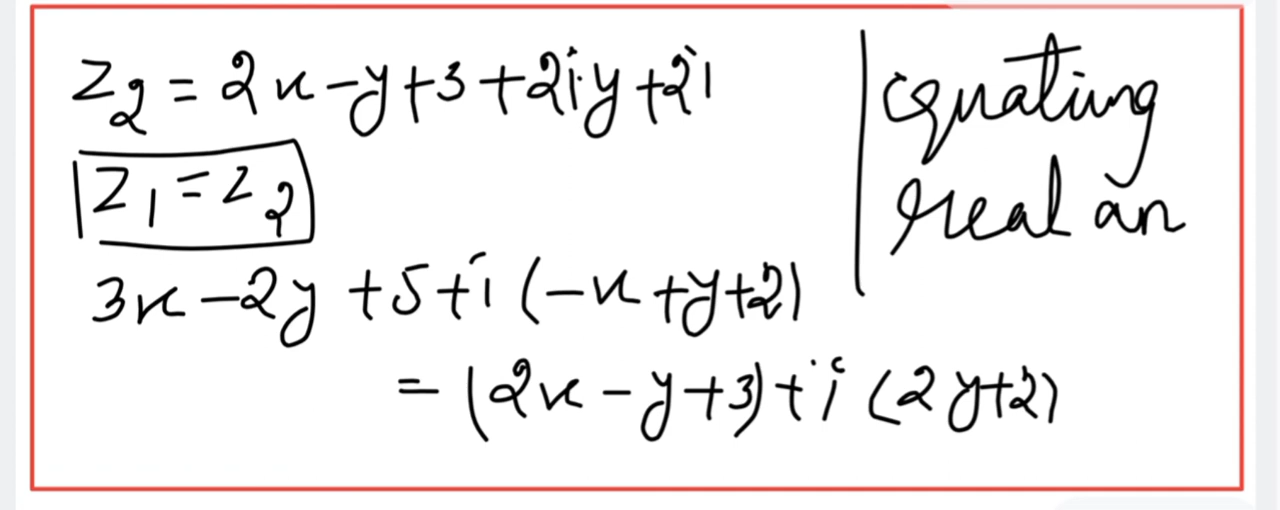 z₂ = 2x-y+3+2iy+2i
z₁ = z₂
3x-2y+5+i(-x+y+2)
= (2x-y+3)+i(2y+2)
equating
real an